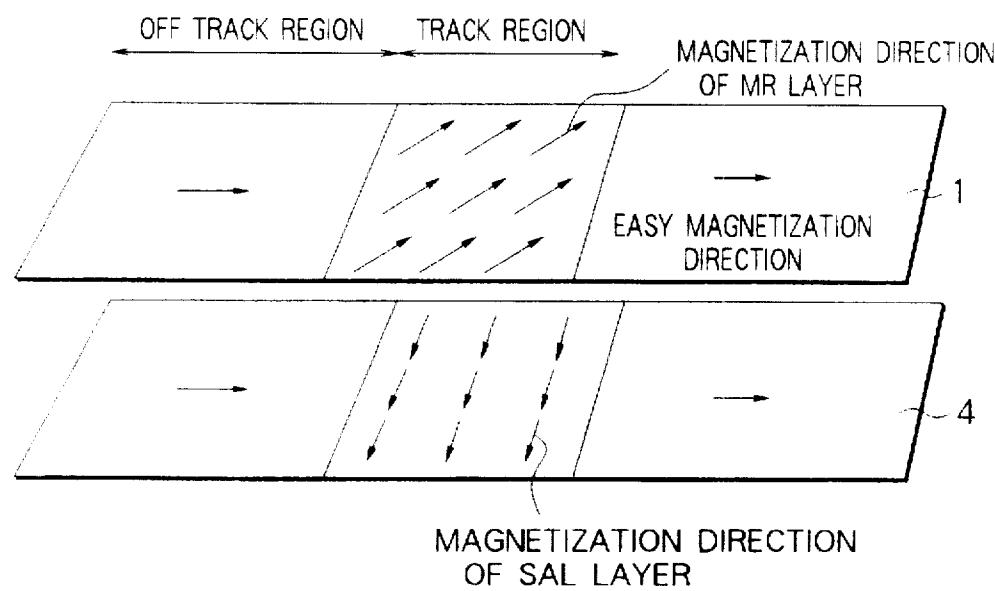 OFF TRACK REGION
TRACK REGION
MAGNETIZATION DIRECTION
OF MR LAYER
1
EASY MAGNETIZATION
DIRECTION
4
MAGNETIZATION DIRECTION
OF SAL LAYER